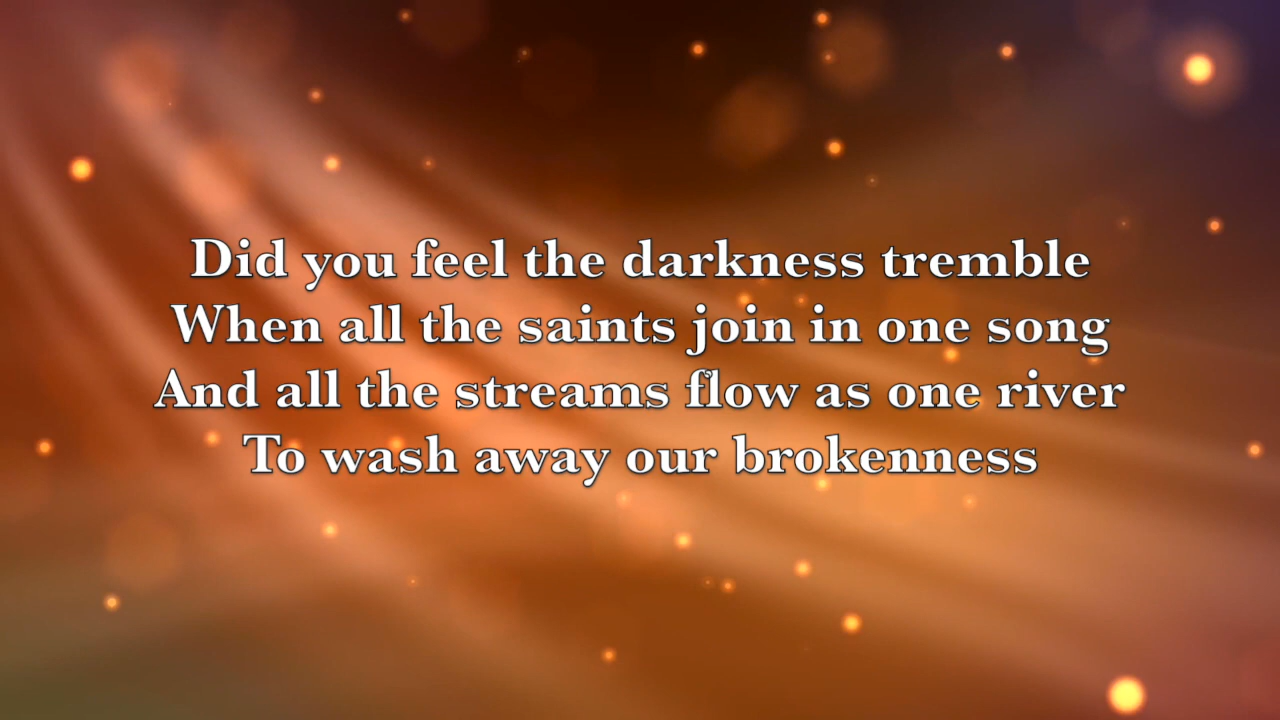 Did you feel the darkness tremble
When all the saints join in one song
And all the streams flow as one river
To wash away our brokenness